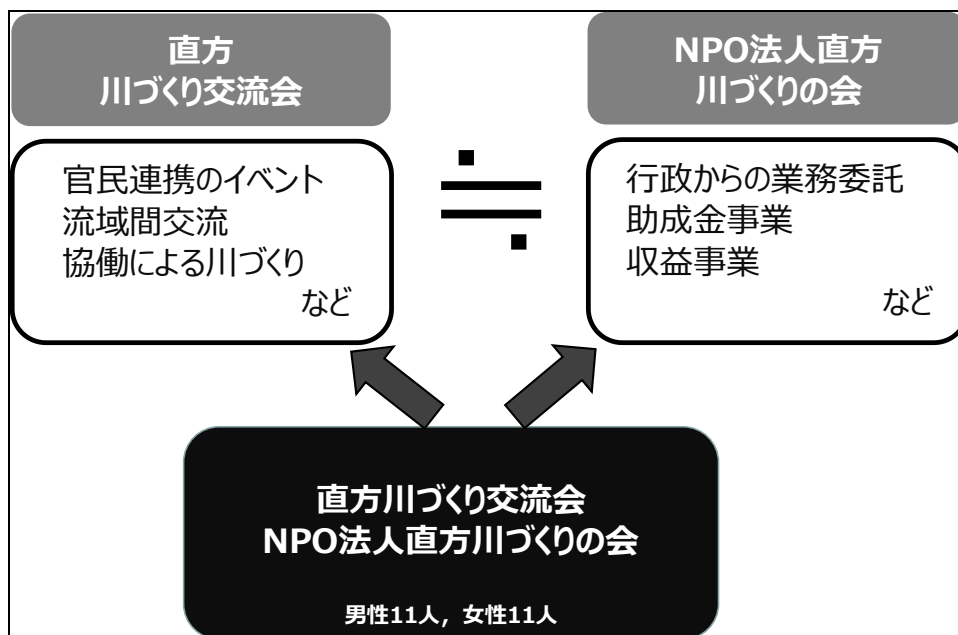 直方
川づくり交流会
官民連携のイベント
流域間交流
協働による川づくり
など
≒
NPO法人直方
川づくりの会
行政からの業務委託
助成金事業
収益事業
など
直方川づくり交流会
NPO法人直方川づくりの会
男性11人，女性11人